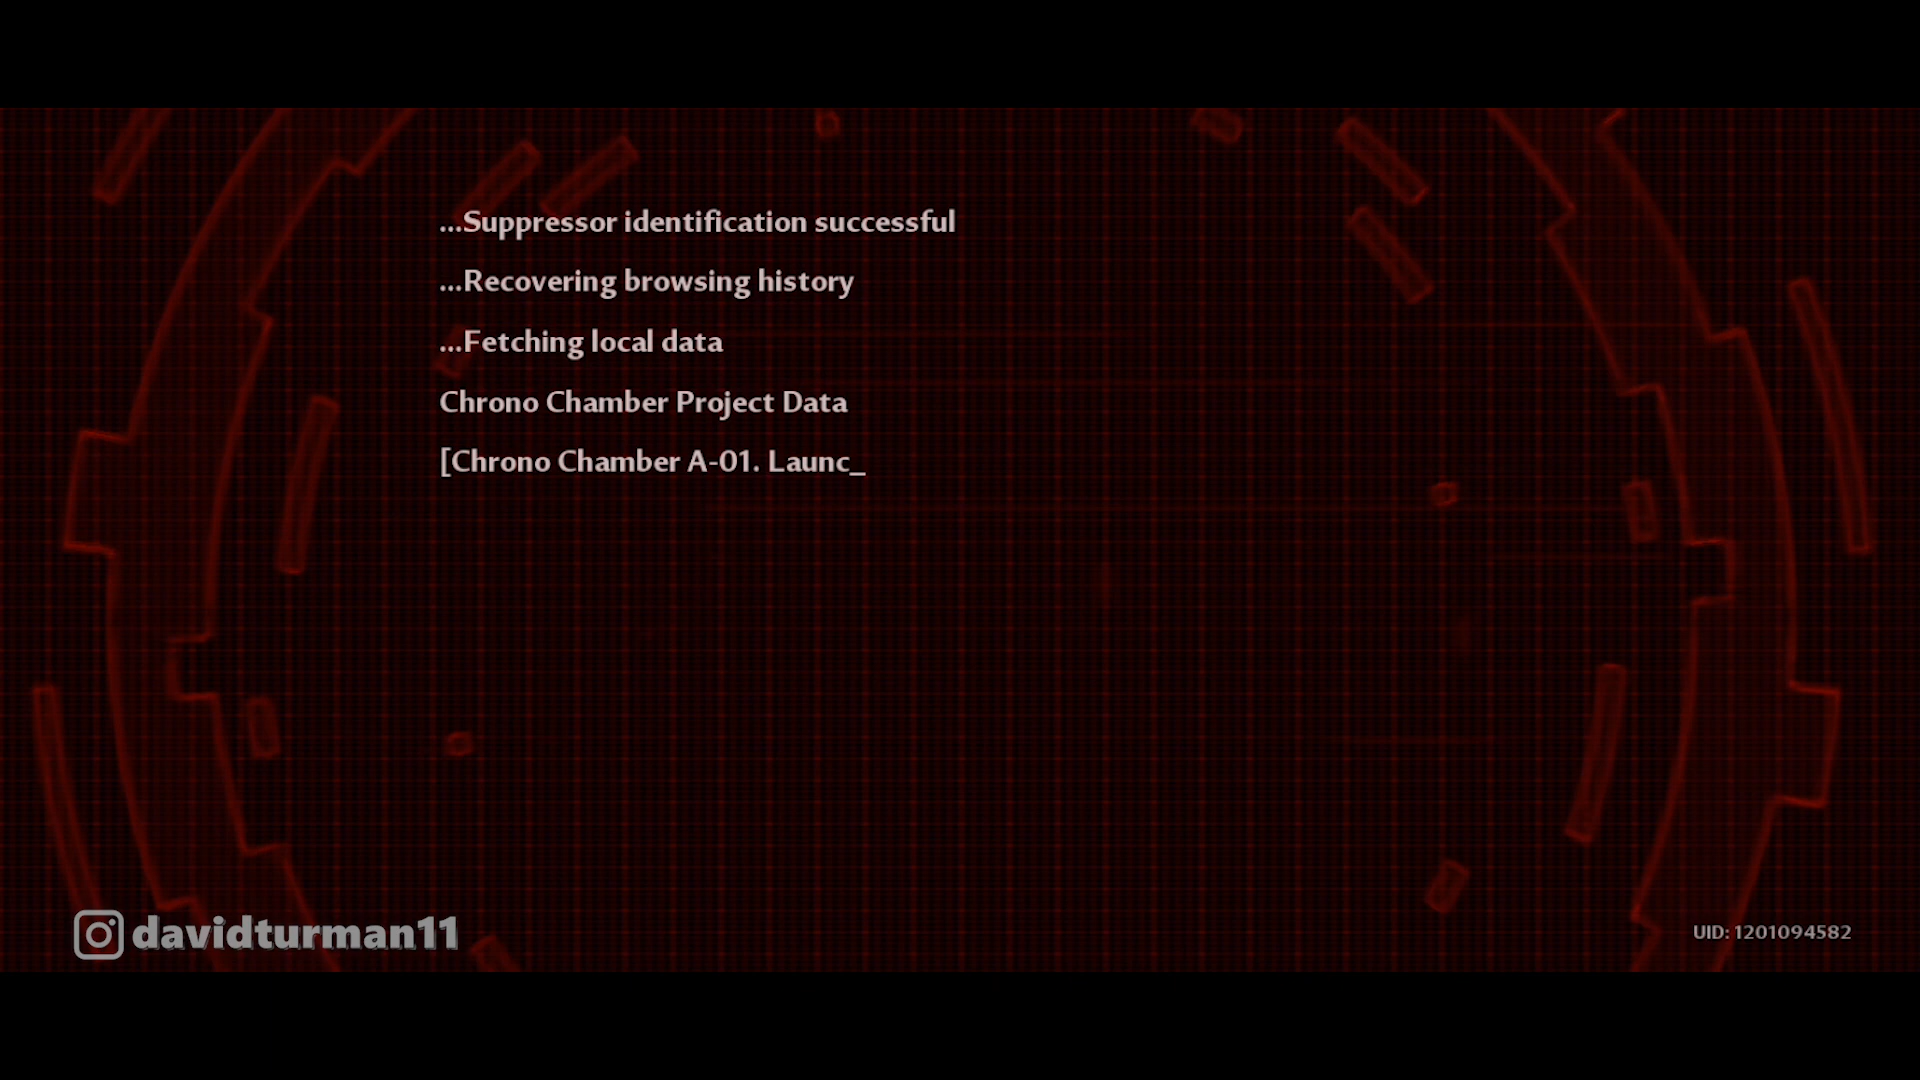 ...Suppressor identification successful
...Recovering browsing history
...Fetching local data
Chrono Chamber Project Data
[Chrono Chamber A-01. Launc_
davidturman11
UID: 1201094582